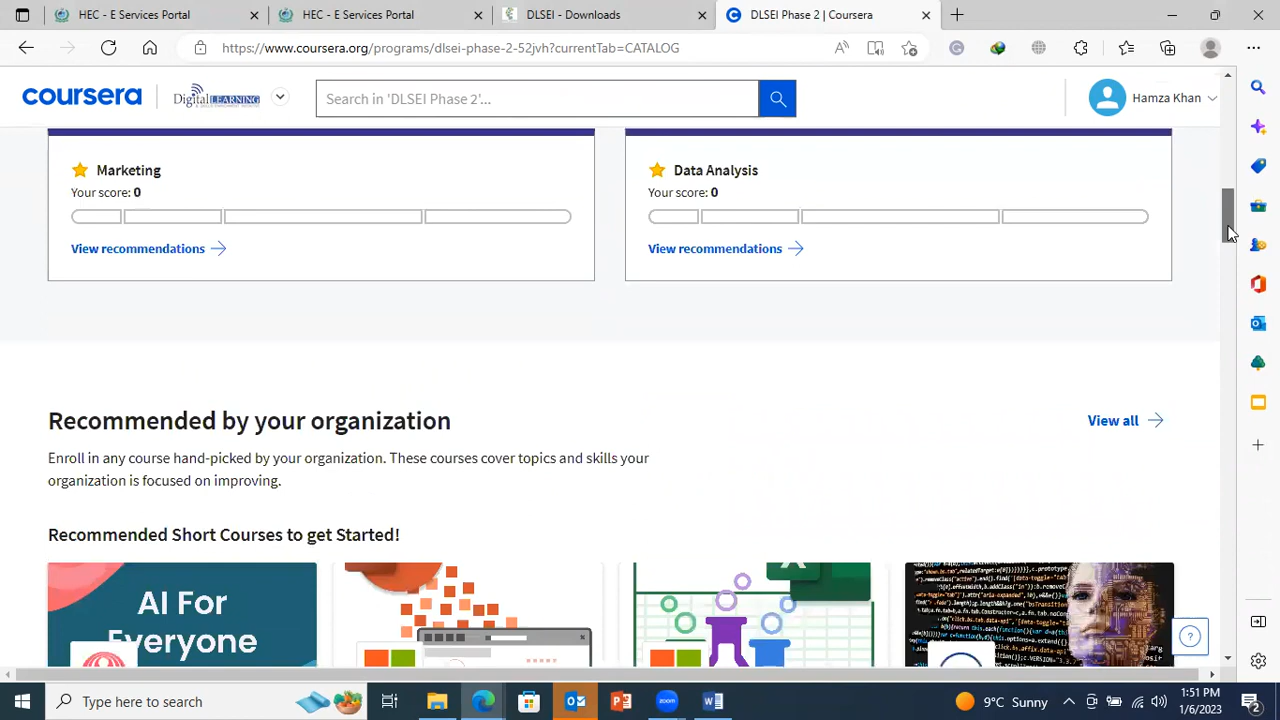 HEC - E Services Portal
HEC - E Services Portal
DLSEI - Downloads
DLSEI Phase 2 | Coursera
https://www.coursera.org/programs/dlsei-phase-2-52jvh?currentTab=CATALOG
coursera
Digital LEARNING
Search in 'DLSEI Phase 2'...
Hamza Khan
Marketing
Your score: 0
View recommendations
Data Analysis
Your score: 0
View recommendations
Recommended by your organization
View all
Enroll in any course hand-picked by your organization. These courses cover topics and skills your
organization is focused on improving.
Recommended Short Courses to get Started!
AI For
Everyone
Type here to search
9°C Sunny
1:51 PM
1/6/2023
2